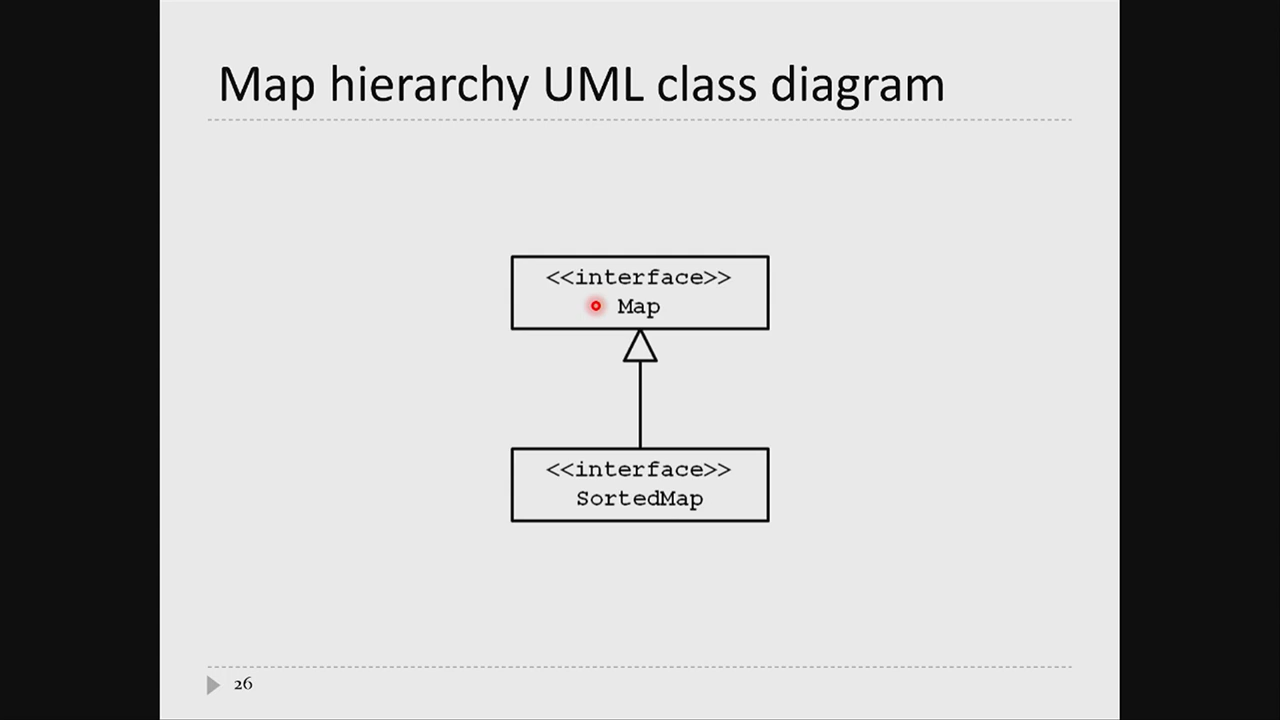 Map hierarchy UML class diagram
<<interface>>
Map
<<interface>>
SortedMap
26